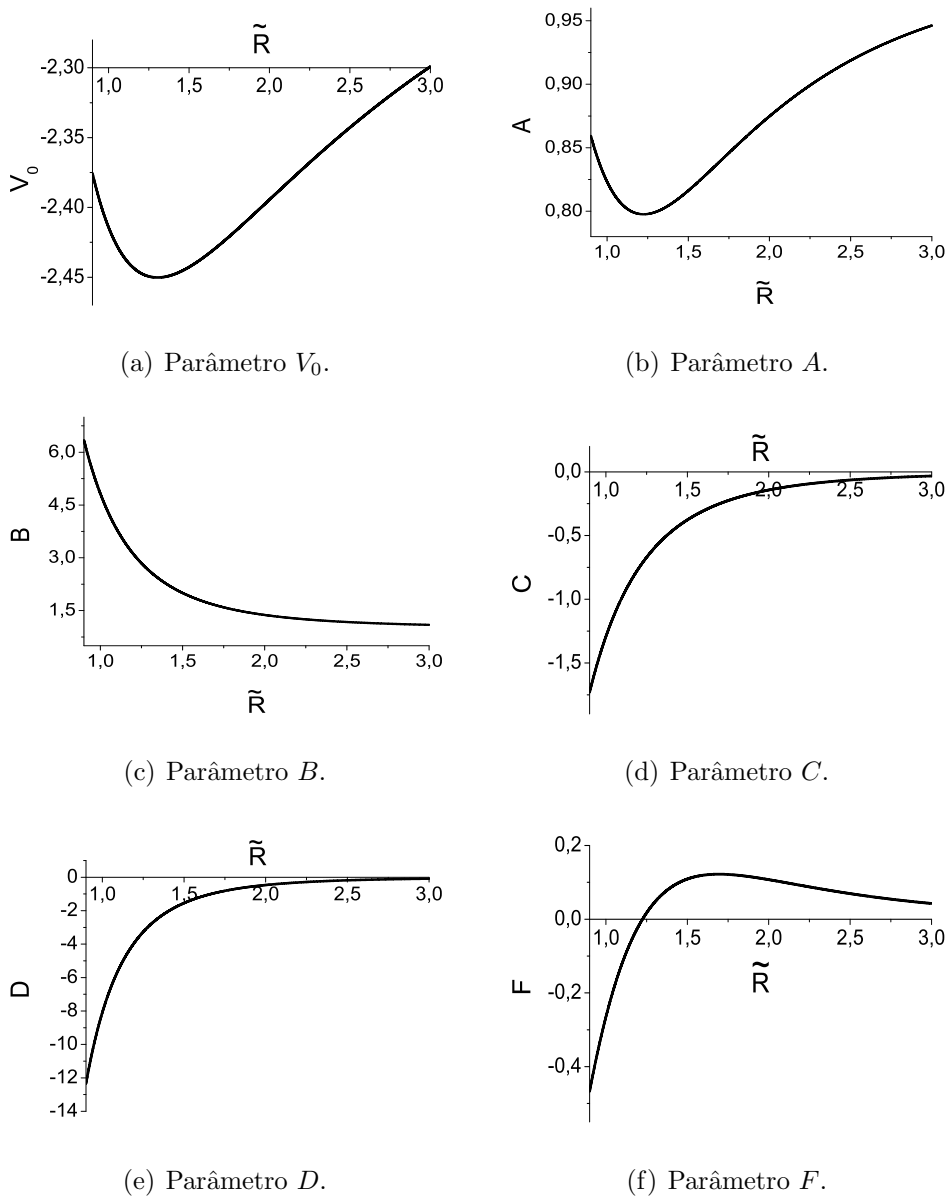 R̃
-2,30
1,0 1,5 2,0 2,5 3,0
-2,35
V₀
-2,40
-2,45
(a) Parâmetro V₀.
0,95
0,90
A
0,85
0,80
1,0 1,5 2,0 2,5 3,0
R̃
(b) Parâmetro A.
6,0
B
4,5
3,0
1,5
1,0 1,5 2,0 2,5 3,0
R̃
(c) Parâmetro B.
R̃
0,0
1,0 1,5 2,0 2,5 3,0
-0,5
C
-1,0
-1,5
(d) Parâmetro C.
R̃
0
1,0 1,5 2,0 2,5 3,0
-2
-4
-6
D
-8
-10
-12
-14
(e) Parâmetro D.
0,2
0,0
1,0 1,5 2,0 2,5 3,0
R̃
F
-0,2
-0,4
(f) Parâmetro F.